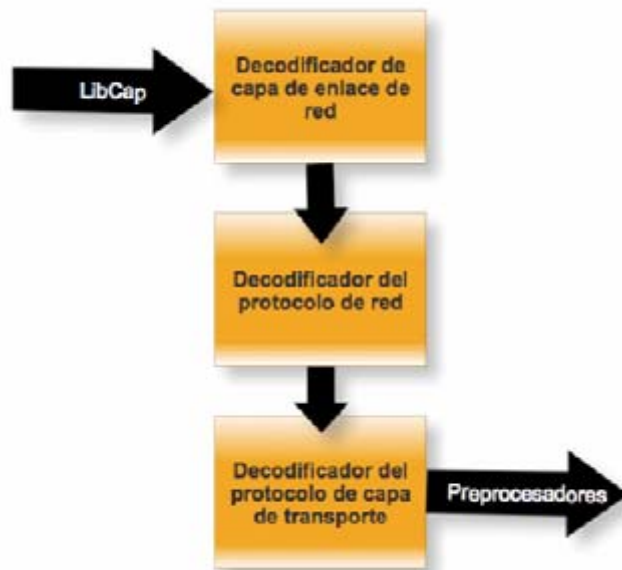 LibCap
Decodificador de
capa de enlace de
red
Decodificador del
protocolo de red
Decodificador del
protocolo de capa
de transporte
Preprocesadores